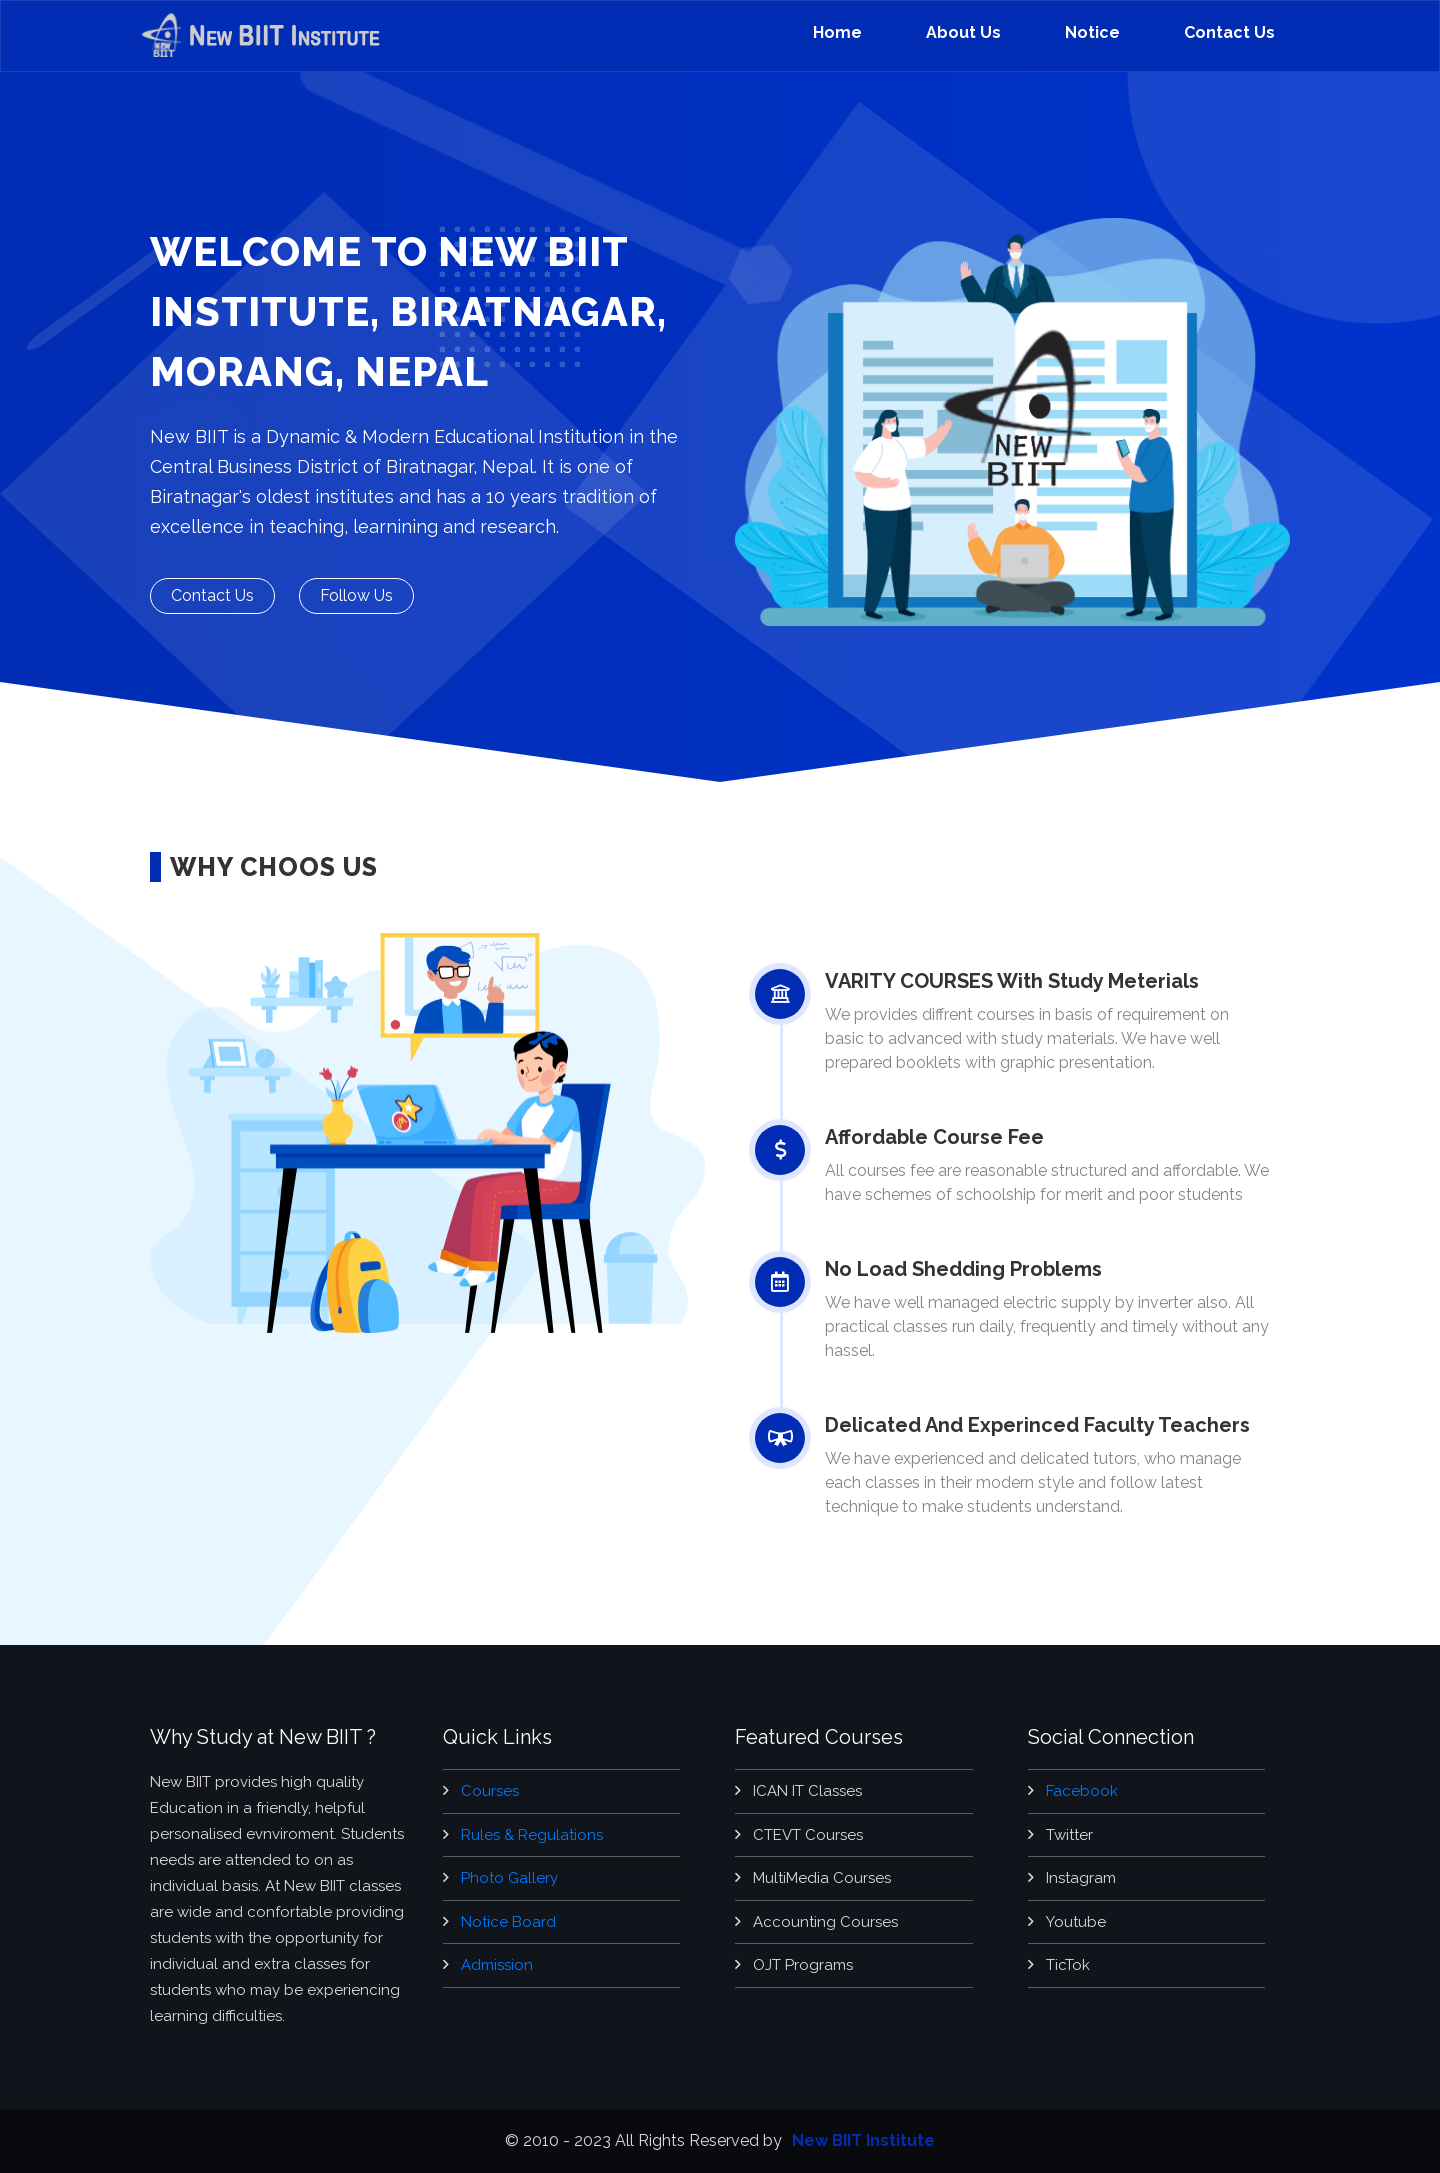 NEW BIIT
New BIIT Institute
Home
About Us
Notice
Contact Us
WELCOME TO NEW BIIT
INSTITUTE, BIRATNAGAR,
MORANG, NEPAL
New BIIT is a Dynamic & Modern Educational Institution in the
Central Business District of Biratnagar, Nepal. It is one of
Biratnagar's oldest institutes and has a 10 years tradition of
excellence in teaching, learnining and research.
Contact Us
Follow Us
NEW
BIIT
WHY CHOOS US
VARITY COURSES With Study Meterials
We provides diffrent courses in basis of requirement on
basic to advanced with study materials. We have well
prepared booklets with graphic presentation.
Affordable Course Fee
All courses fee are reasonable structured and affordable. We
have schemes of schoolship for merit and poor students
No Load Shedding Problems
We have well managed electric supply by inverter also. All
practical classes run daily, frequently and timely without any
hassel.
Delicated And Experinced Faculty Teachers
We have experienced and delicated tutors, who manage
each classes in their modern style and follow latest
technique to make students understand.
Why Study at New BIIT ?
New BIIT provides high quality
Education in a friendly, helpful
personalised evnviroment. Students
needs are attended to on as
individual basis. At New BIIT classes
are wide and confortable providing
students with the opportunity for
individual and extra classes for
students who may be experiencing
learning difficulties.
Quick Links
Courses
Rules & Regulations
Photo Gallery
Notice Board
Admission
Featured Courses
ICAN IT Classes
CTEVT Courses
MultiMedia Courses
Accounting Courses
OJT Programs
Social Connection
Facebook
Twitter
Instagram
Youtube
TicTok
© 2010 - 2023 All Rights Reserved by New BIIT Institute